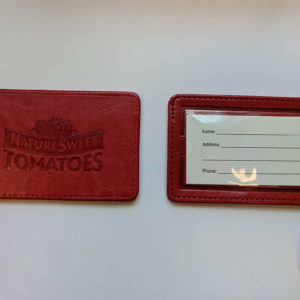 NATURESWEET
TOMATOES
Name:
Address:
Phone: